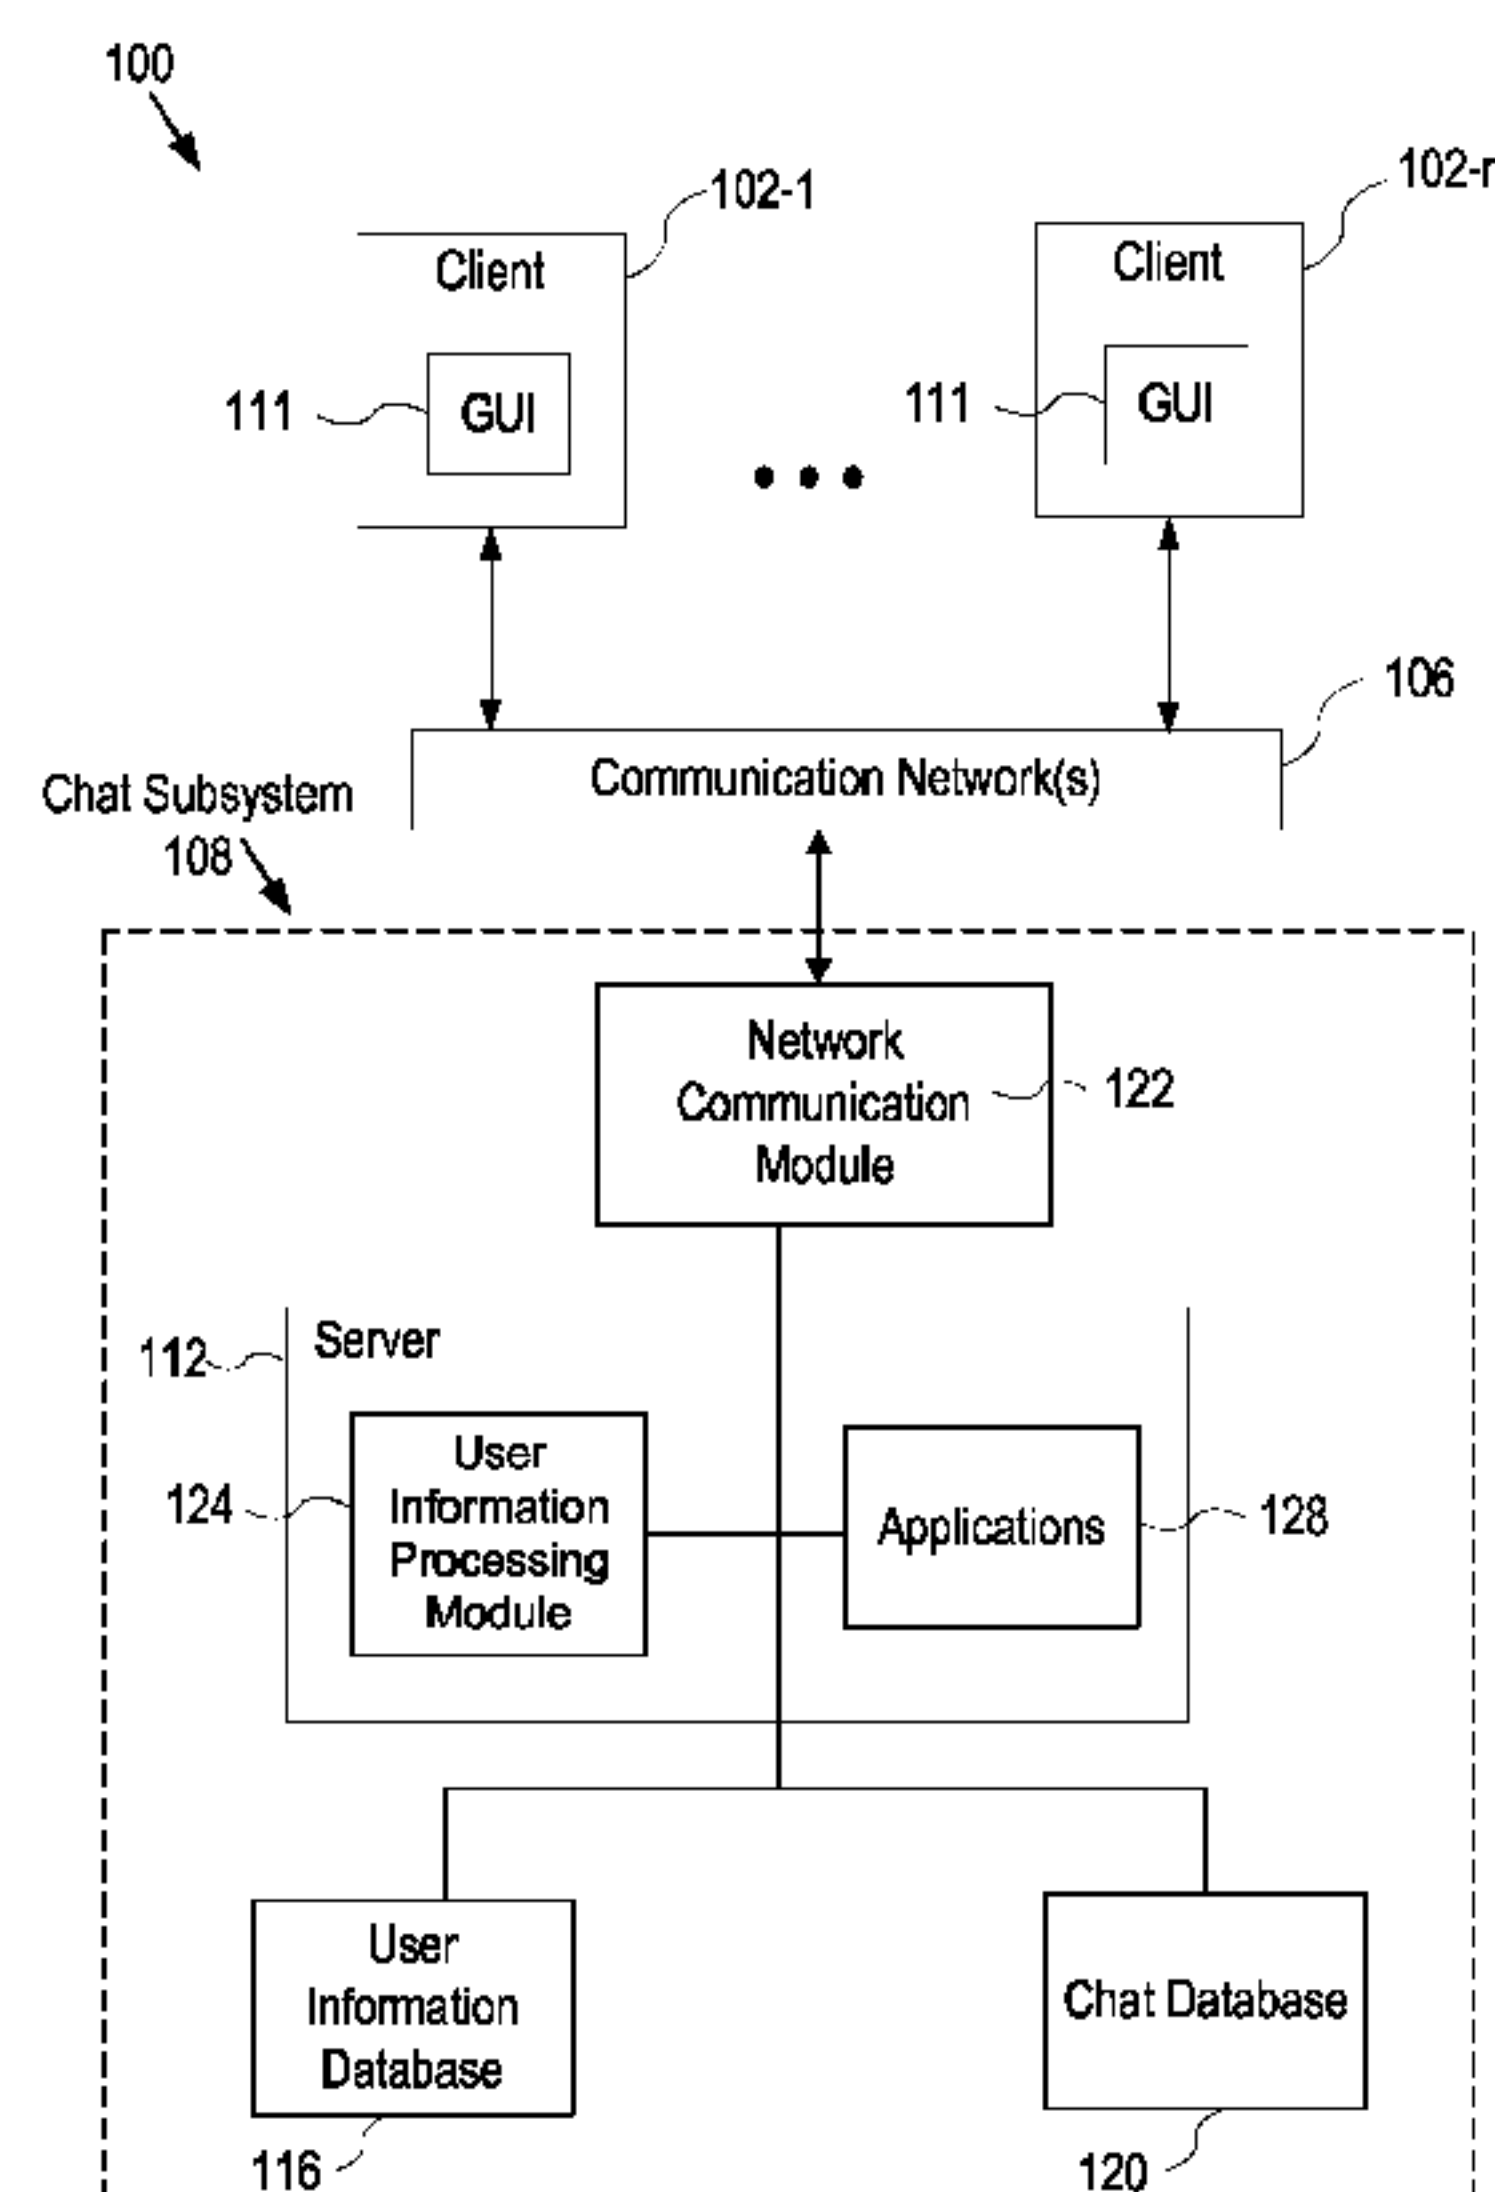 100
102-1
102-r
Client
Client
111
GUI
111
GUI
106
Communication Network(s)
Chat Subsystem
108
Network
Communication
Module
122
112
Server
User
Information
Processing
Module
124
Applications
128
User
Information
Database
Chat Database
116
120